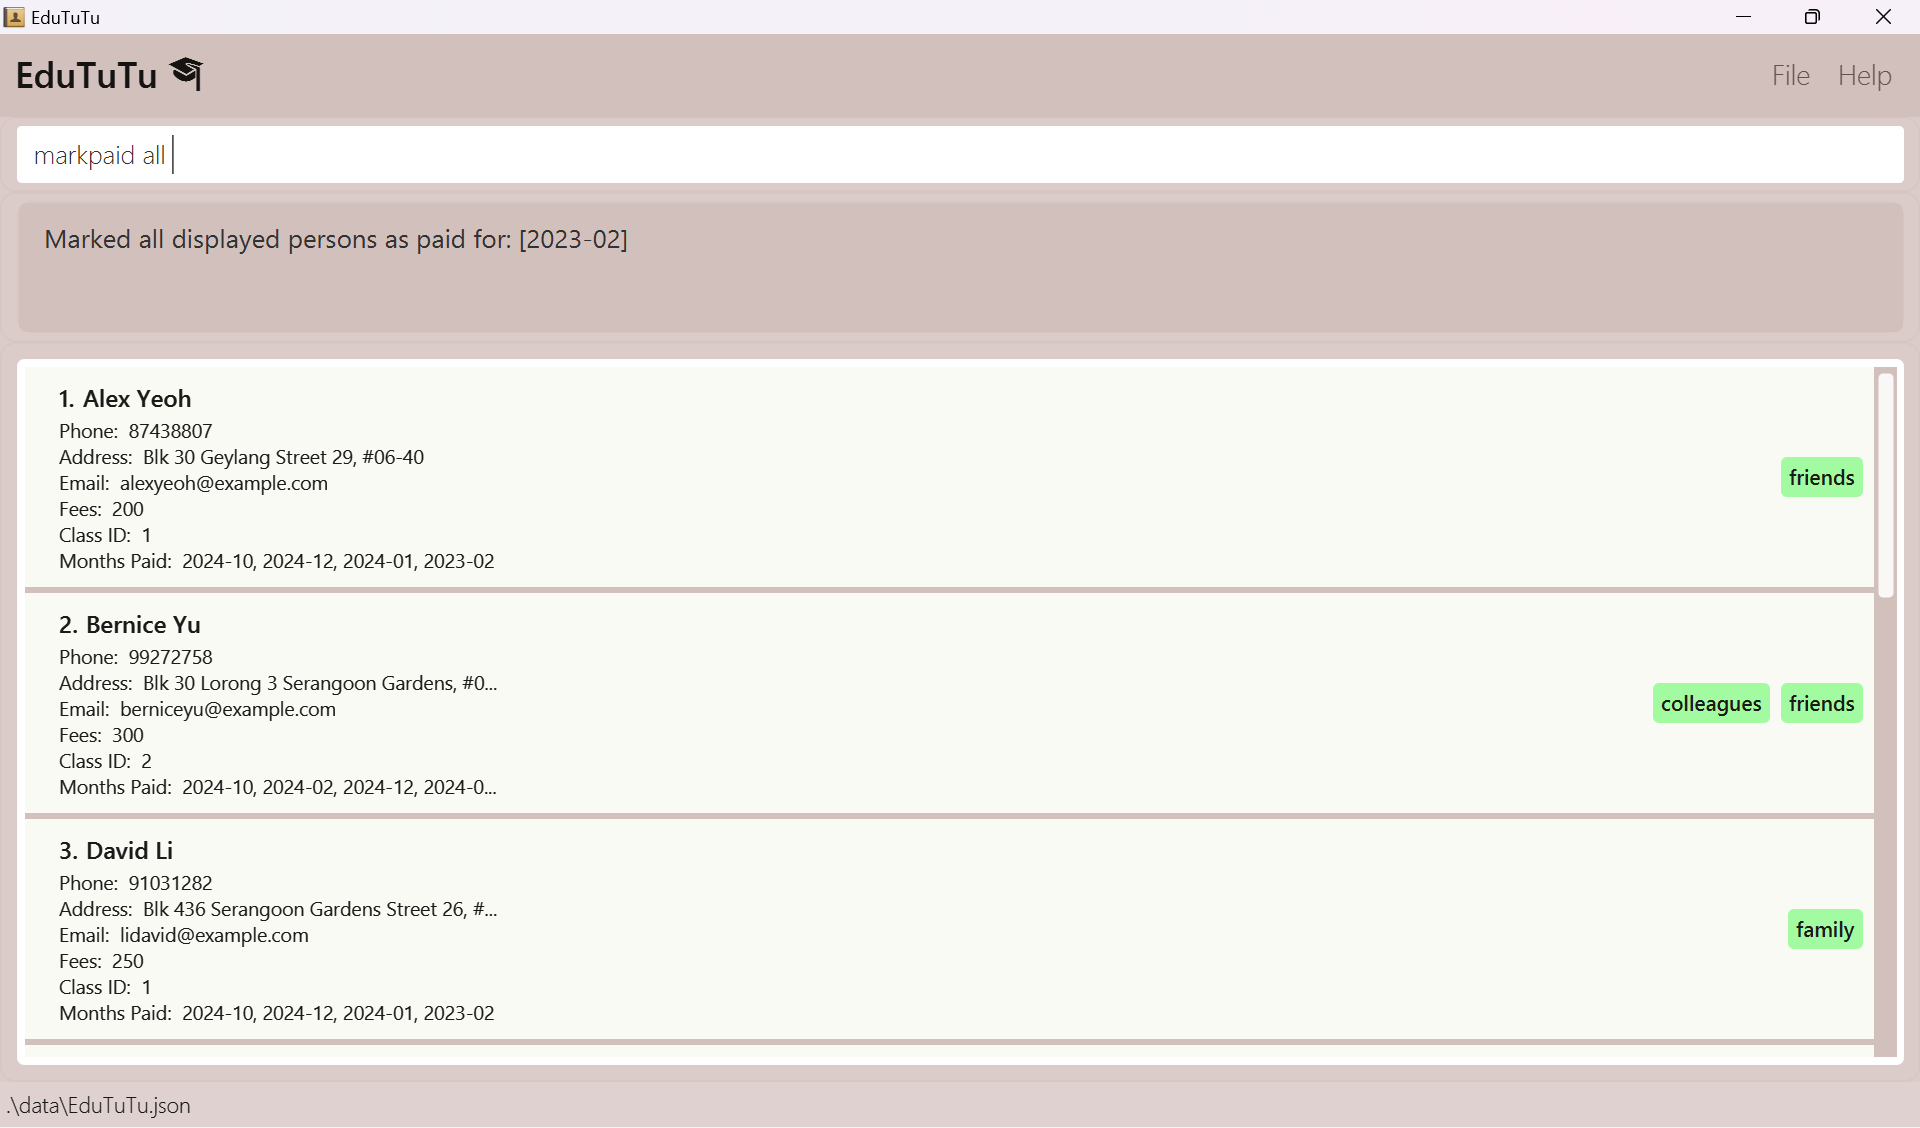 EduTuTu
EduTuTu
File Help
markpaid all
Marked all displayed persons as paid for: [2023-02]
1. Alex Yeoh
Phone: 87438807
Address: Blk 30 Geylang Street 29, #06-40
Email: alexyeoh@example.com
Fees: 200
Class ID: 1
Months Paid: 2024-10, 2024-12, 2024-01, 2023-02
friends
2. Bernice Yu
Phone: 99272758
Address: Blk 30 Lorong 3 Serangoon Gardens, #0...
Email: berniceyu@example.com
Fees: 300
Class ID: 2
Months Paid: 2024-10, 2024-02, 2024-12, 2024-0...
colleagues friends
3. David Li
Phone: 91031282
Address: Blk 436 Serangoon Gardens Street 26, #...
Email: lidavid@example.com
Fees: 250
Class ID: 1
Months Paid: 2024-10, 2024-12, 2024-01, 2023-02
family
.\data\EduTuTu.json